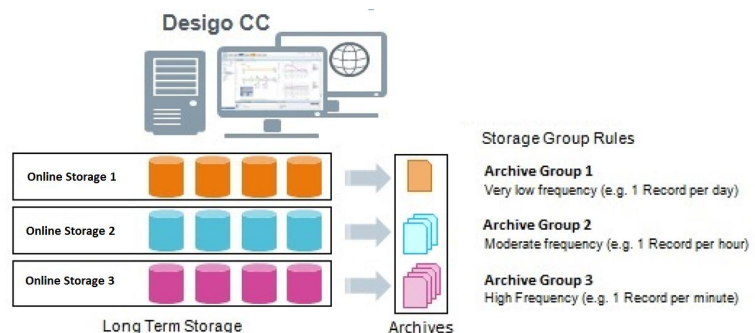 Desigo CC
Storage Group Rules
Online Storage 1
Archive Group 1
Very low frequency (e.g. 1 Record per day)
Online Storage 2
Archive Group 2
Moderate frequency (e.g. 1 Record per hour)
Online Storage 3
Archive Group 3
High Frequency (e.g. 1 Record per minute)
Long Term Storage
Archives